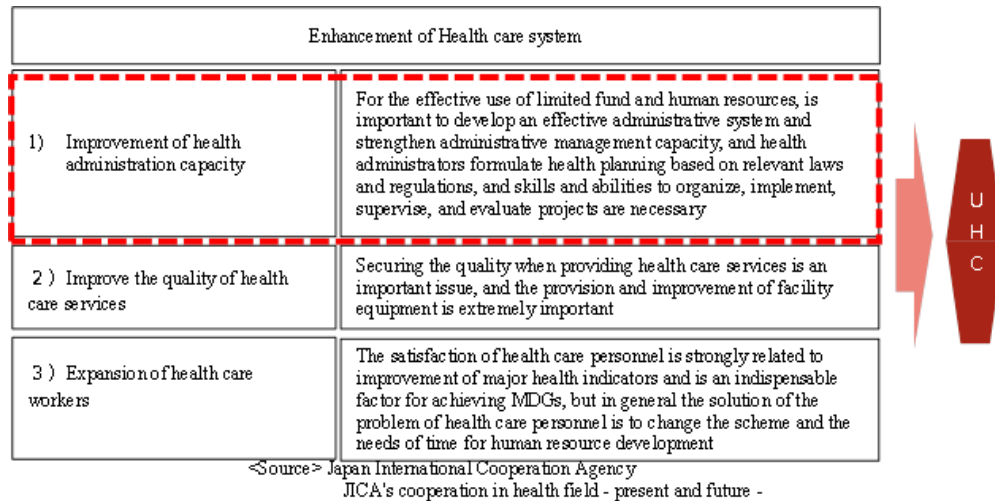 Enhancement of Health care system
1) Improvement of health
administration capacity
For the effective use of limited fund and human resources, is
important to develop an effective administrative system and
strengthen administrative management capacity, and health
administrators formulate health planning based on relevant laws
and regulations, and skills and abilities to organize, implement,
supervise, and evaluate projects are necessary
２）Improve the quality of health
care services
Securing the quality when providing health care services is an
important issue, and the provision and improvement of facility
equipment is extremely important
３）Expansion of health care
workers
The satisfaction of health care personnel is strongly related to
improvement of major health indicators and is an indispensable
factor for achieving MDGs, but in general the solution of the
problem of health care personnel is to change the scheme and the
needs of time for human resource development
U
H
C
<Source> Japan International Cooperation Agency
JICA's cooperation in health field - present and future -